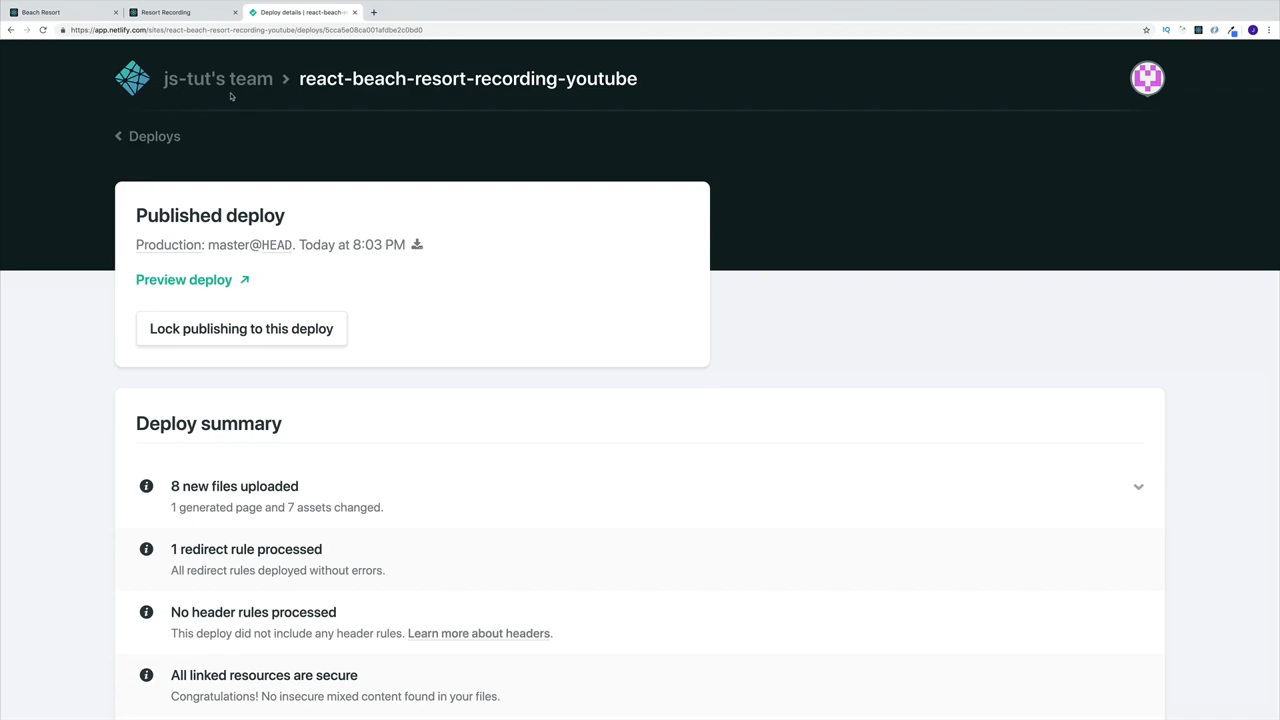 Beach Resort
Resort Recording
Deploy details | react-beach-r
https://app.netlify.com/sites/react-beach-resort-recording-youtube/deploys/5cca5e08ca001afdbe2c0bd0
js-tut's team > react-beach-resort-recording-youtube
Deploys
Published deploy
Production: master@HEAD. Today at 8:03 PM
Preview deploy
Lock publishing to this deploy
Deploy summary
8 new files uploaded
1 generated page and 7 assets changed.
1 redirect rule processed
All redirect rules deployed without errors.
No header rules processed
This deploy did not include any header rules. Learn more about headers.
All linked resources are secure
Congratulations! No insecure mixed content found in your files.